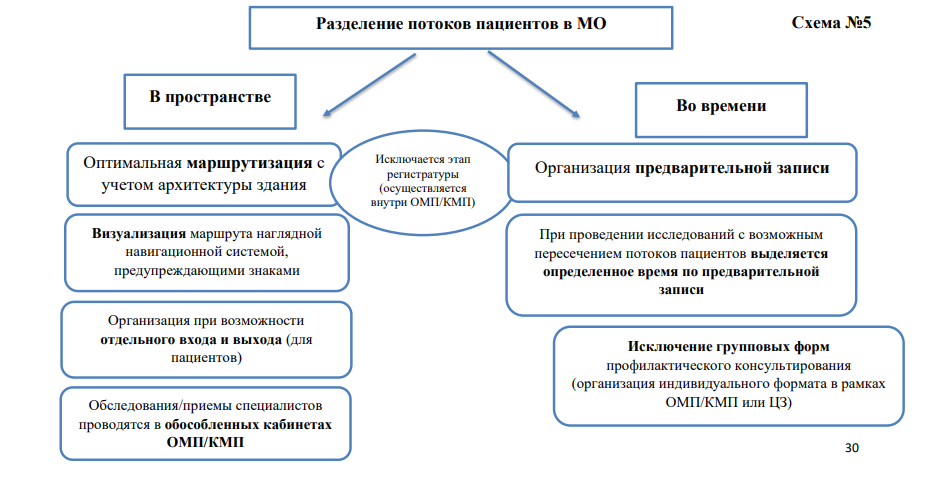 Разделение потоков пациентов в МО
Схема №5
В пространстве
Во времени
Оптимальная маршрутизация с
учетом архитектуры здания
Исключается этап
регистратуры
(осуществляется
внутри ОМП/КМП)
Организация предварительной записи
Визуализация маршрута наглядной
навигационной системой,
предупреждающими знаками
При проведении исследований с возможным
пересечением потоков пациентов выделяется
определенное время по предварительной
записи
Организация при возможности
отдельного входа и выхода (для
пациентов)
Исключение групповых форм
профилактического консультирования
(организация индивидуального формата в рамках
ОМП/КМП или ЦЗ)
Обследования/приемы специалистов
проводятся в обособленных кабинетах
ОМП/КМП
30